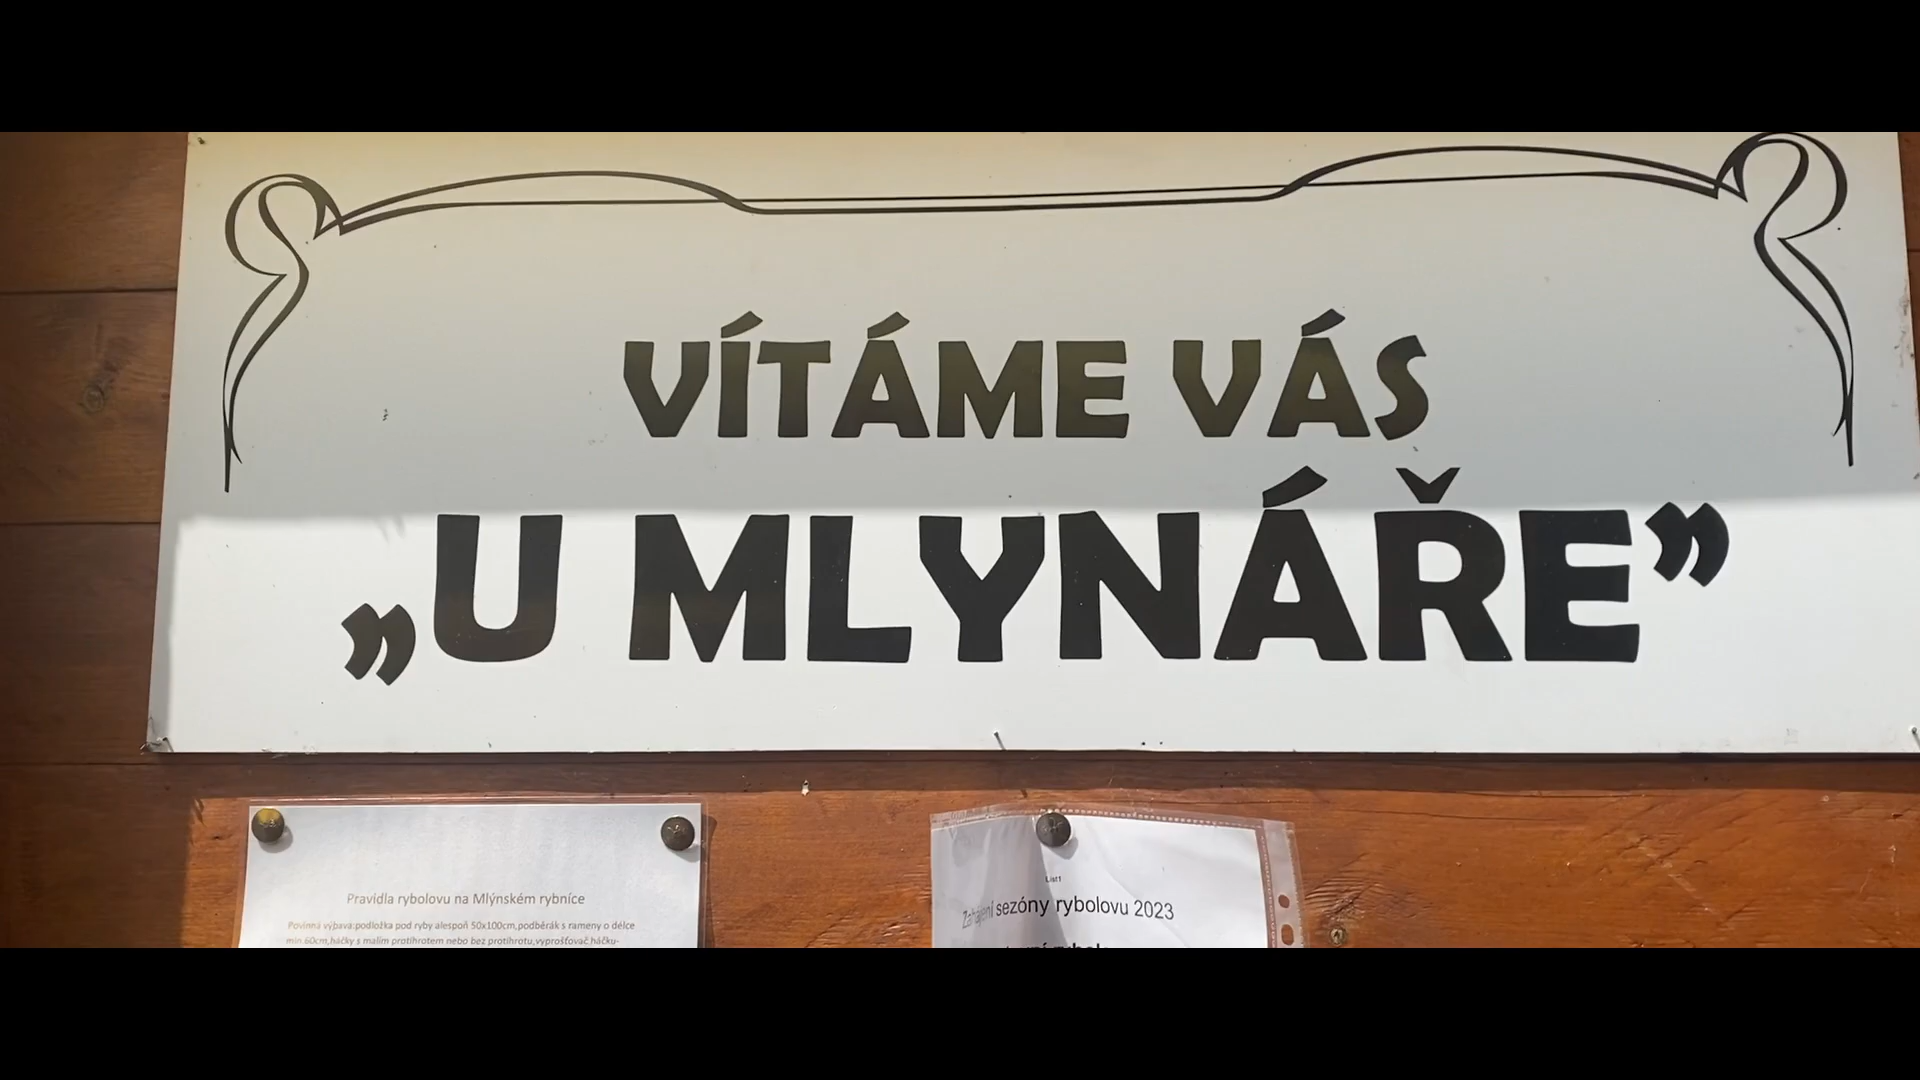 VÍTÁME VÁS
„U MLYNÁŘE”
Pravidla rybolovu na Mlýnském rybníce
Povinná výbava:podložka pod ryby alespoň 50x100cm,podběrák s rameny o délce
min.60cm,háčky s malím protihrotem nebo bez protihrotu,vyprošťovač háčku-
List1
Zahájení sezóny rybolovu 2023